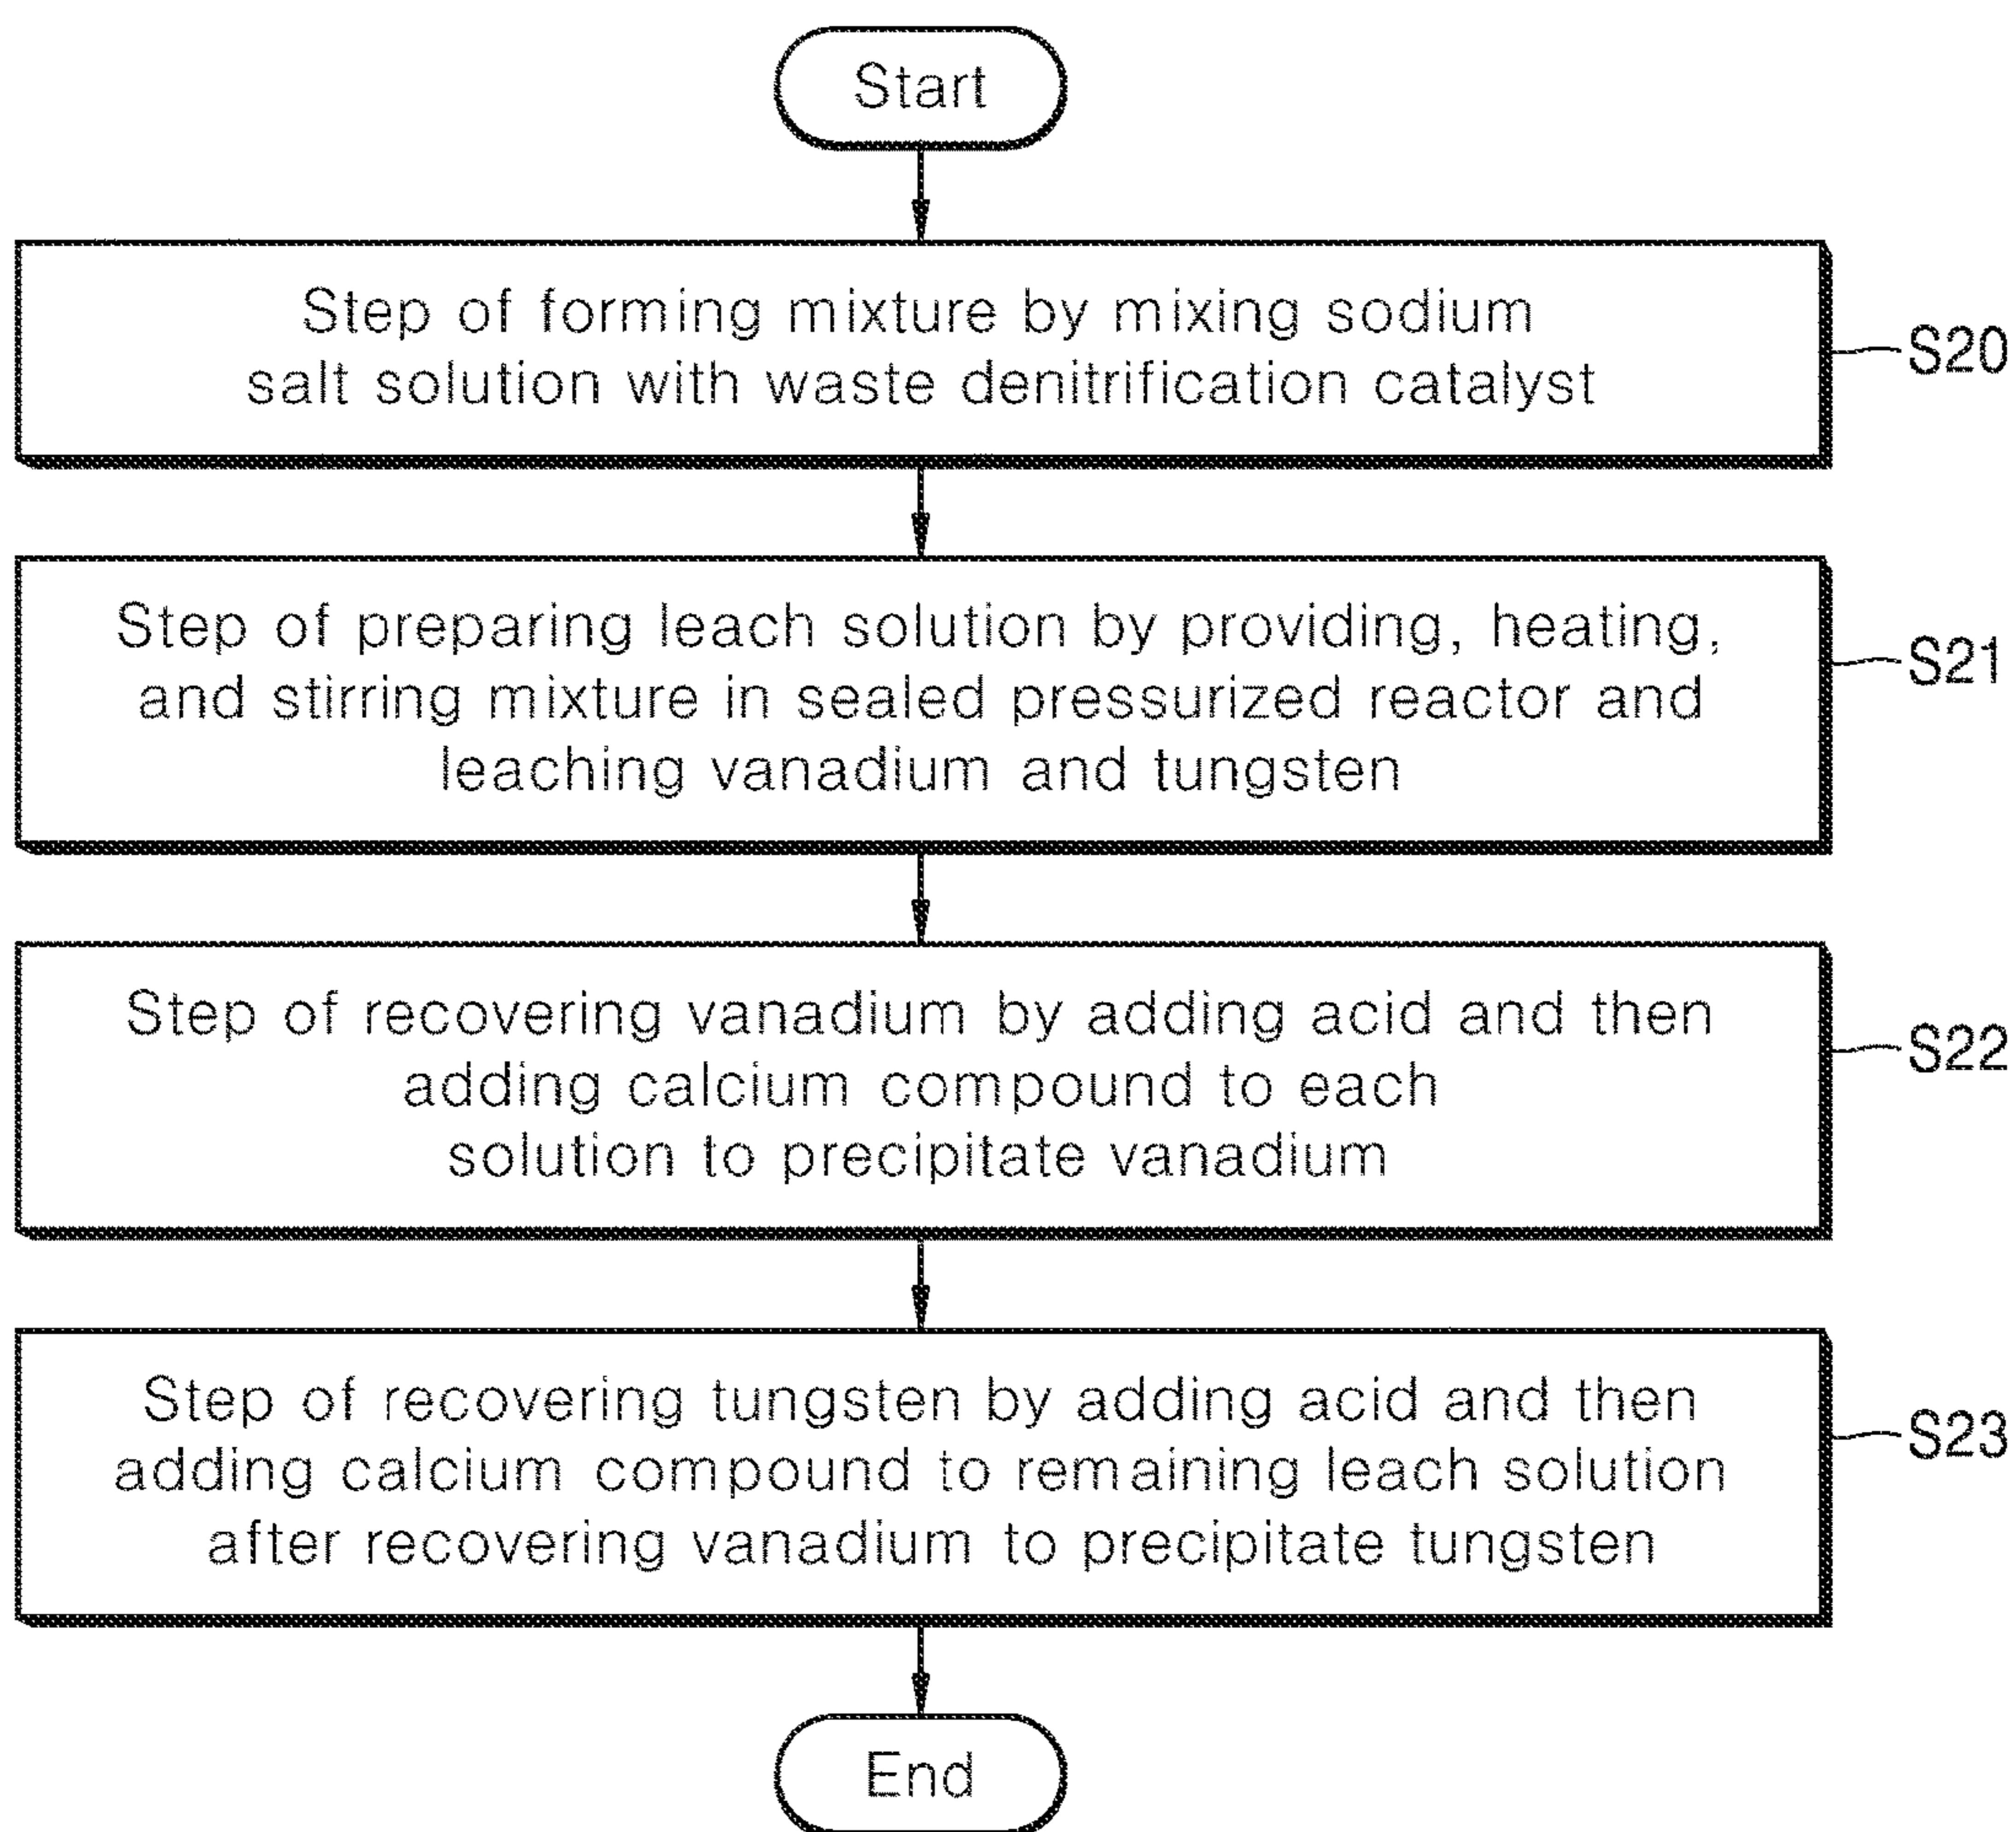 Start
Step of forming mixture by mixing sodium
salt solution with waste denitrification catalyst
S20
Step of preparing leach solution by providing, heating,
and stirring mixture in sealed pressurized reactor and
leaching vanadium and tungsten
S21
Step of recovering vanadium by adding acid and then
adding calcium compound to each
solution to precipitate vanadium
S22
Step of recovering tungsten by adding acid and then
adding calcium compound to remaining leach solution
after recovering vanadium to precipitate tungsten
S23
End